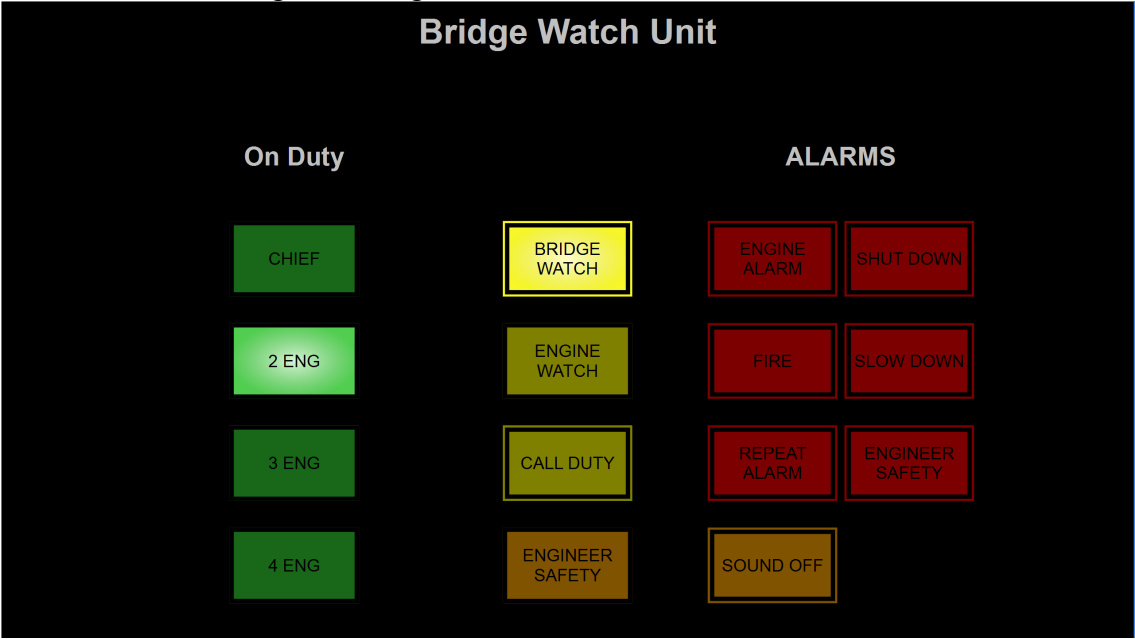 Bridge Watch Unit
On Duty
ALARMS
CHIEF
BRIDGE
WATCH
ENGINE
ALARM
SHUT DOWN
2 ENG
ENGINE
WATCH
FIRE
SLOW DOWN
3 ENG
CALL DUTY
REPEAT
ALARM
ENGINEER
SAFETY
4 ENG
ENGINEER
SAFETY
SOUND OFF